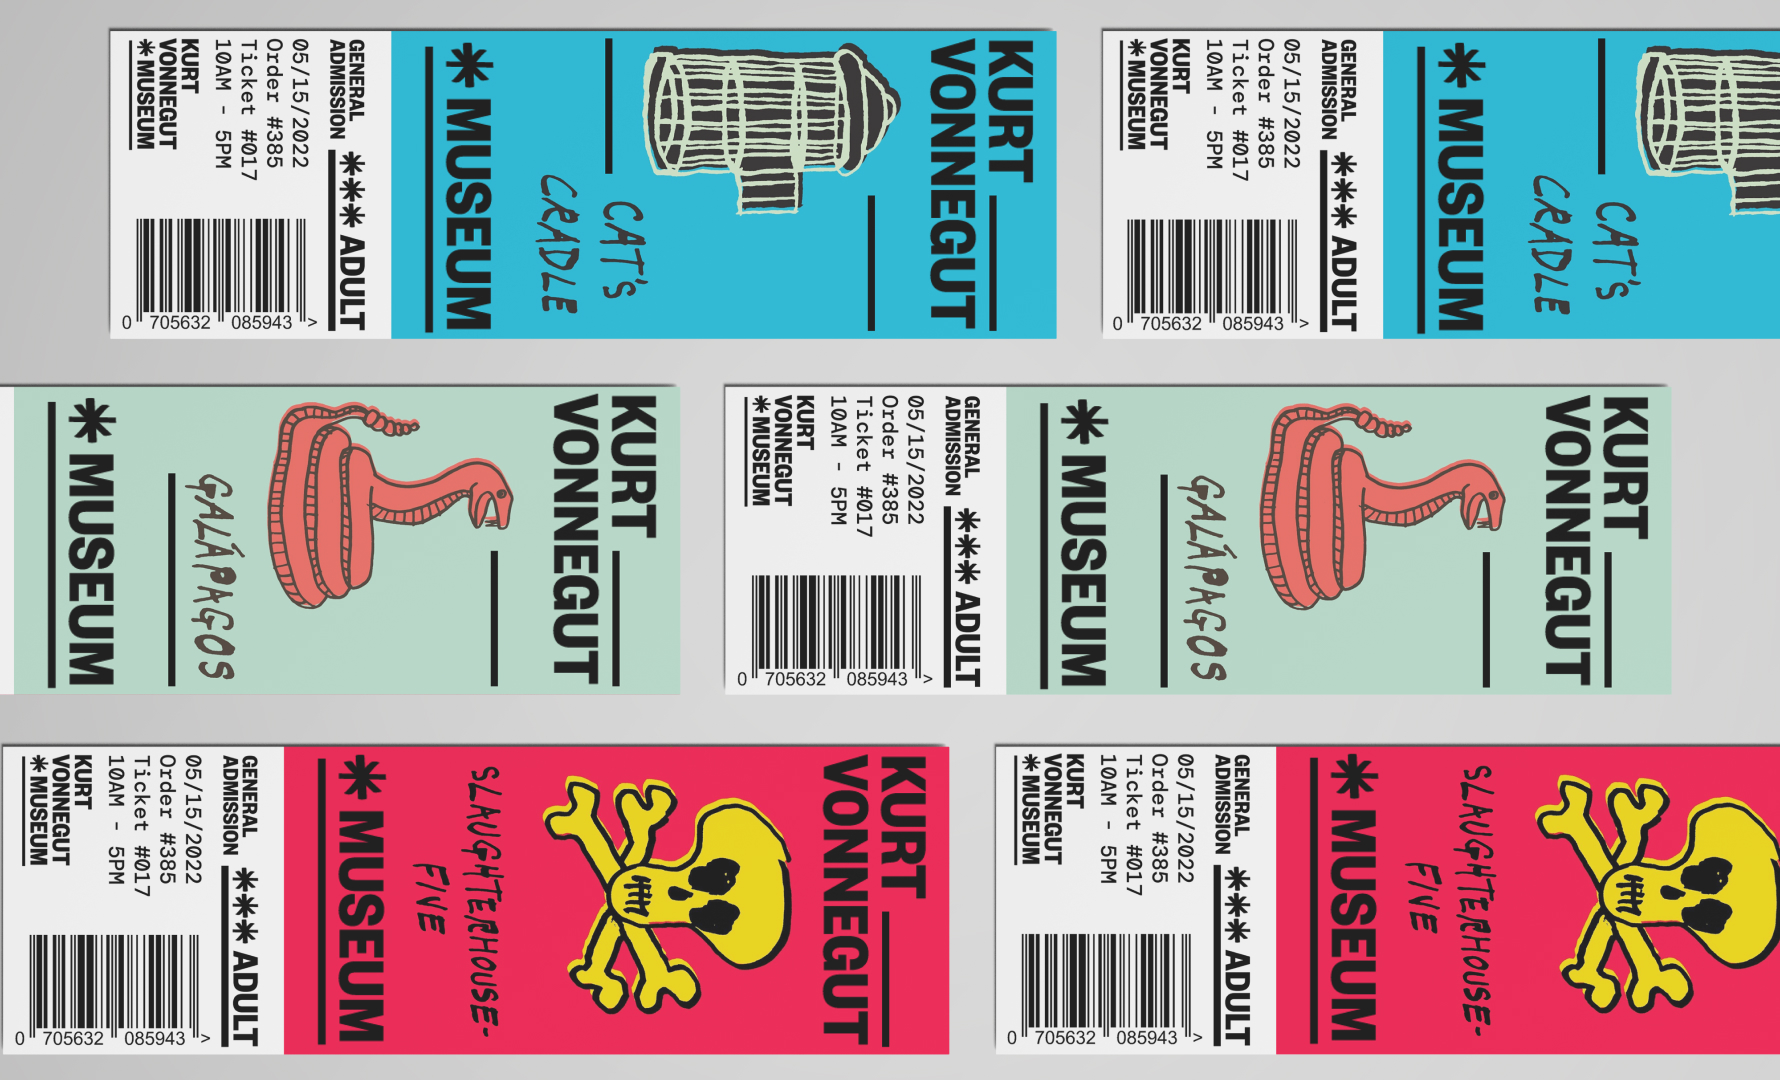 KURT
VONNEGUT
CAT'S
CRADLE
* MUSEUM
GENERAL
ADMISSION
*** ADULT
05/15/2022
Order #385
Ticket #017
10AM - 5PM
KURT
VONNEGUT
*MUSEUM
0 705632 085943 >
CAT'S
CRADLE
* MUSEUM
GENERAL
ADMISSION
*** ADULT
05/15/2022
Order #385
Ticket #017
10AM - 5PM
KURT
VONNEGUT
*MUSEUM
0 705632 085943 >
KURT
VONNEGUT
GALÁPAGOS
* MUSEUM
KURT
VONNEGUT
GALÁPAGOS
* MUSEUM
GENERAL
ADMISSION
*** ADULT
05/15/2022
Order #385
Ticket #017
10AM - 5PM
KURT
VONNEGUT
*MUSEUM
0 705632 085943 >
KURT
VONNEGUT
SLAUGHTERHOUSE-
FIVE
* MUSEUM
GENERAL
ADMISSION
*** ADULT
05/15/2022
Order #385
Ticket #017
10AM - 5PM
KURT
VONNEGUT
*MUSEUM
0 705632 085943 >
SLAUGHTERHOUSE-
FIVE
* MUSEUM
GENERAL
ADMISSION
*** ADULT
05/15/2022
Order #385
Ticket #017
10AM - 5PM
KURT
VONNEGUT
*MUSEUM
0 705632 085943 >